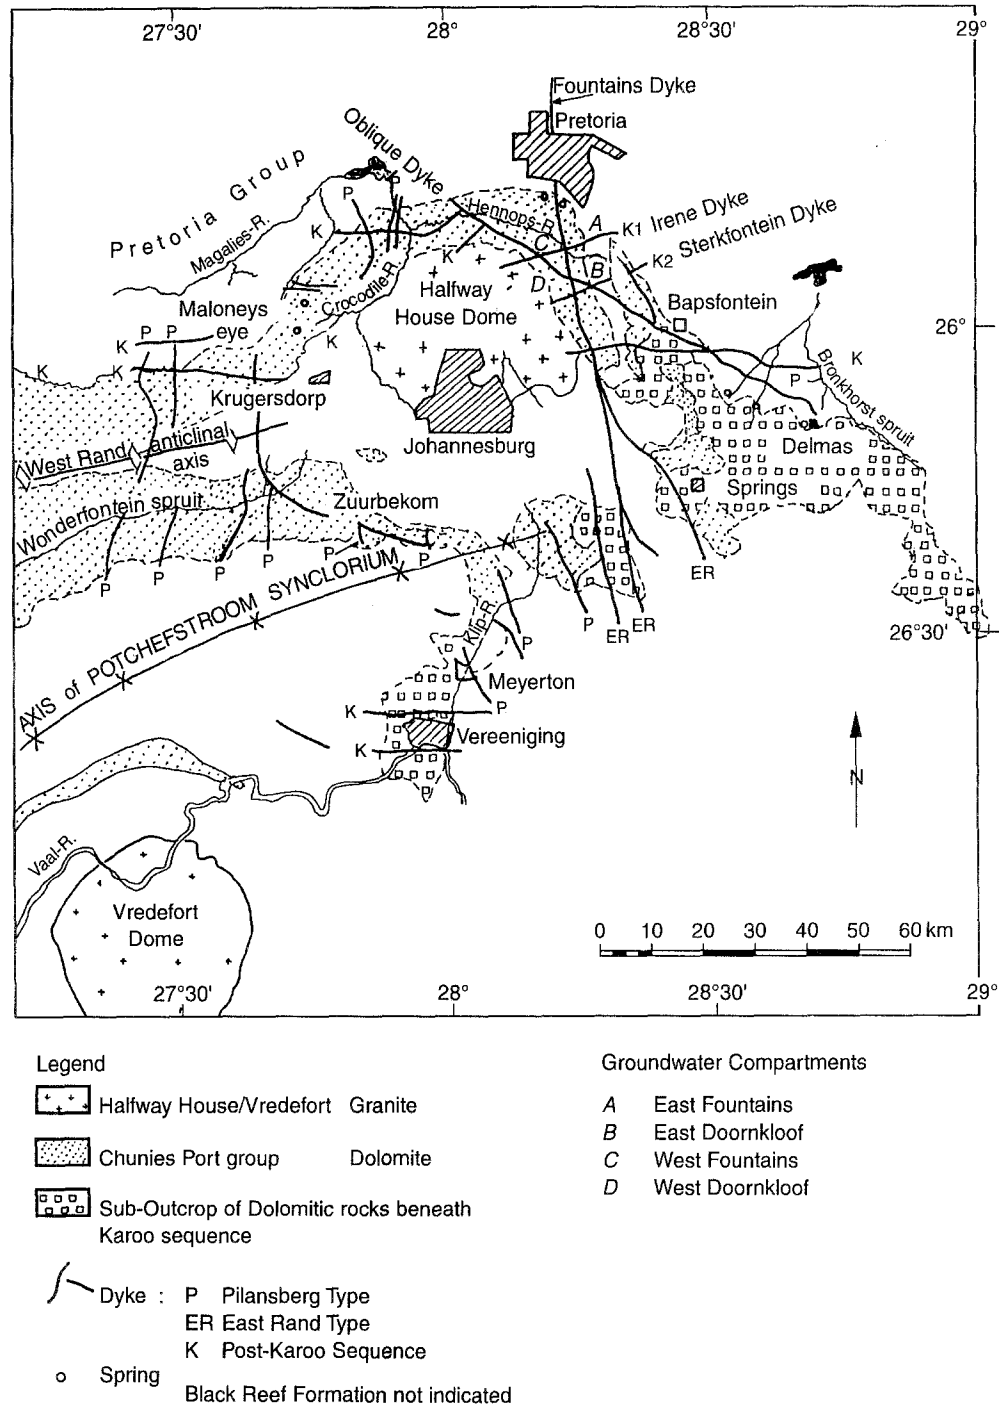 27°30'
28°
28°30'
29°
Fountains Dyke
Pretoria
Oblique Dyke
Pretoria Group
P
Magalies-R.
K
Hennops-R.
A
K1 Irene Dyke
K2 Sterkfontein Dyke
C
K
B
D
Crocodile-R.
Halfway
House Dome
Bapsfontein
Maloneys
eye
26°
P P
K
K
K
K
K
P
Bronkhorst spruit
Krugersdorp
Johannesburg
Delmas
West Rand anticlinal
axis
Springs
Wonderfontein spruit
Zuurbekom
P
P
P
P
P
P
ER
AXIS of POTCHEFSTROOM SYNCLORIUM
P
ER
ER
26°30'
Klip-R.
P
Meyerton
K
P
K
Vereeniging
N
Vaal-R.
Vredefort
Dome
0 10 20 30 40 50 60 km
27°30'
28°
28°30'
29°
Legend
Halfway House/Vredefort Granite
Chunies Port group Dolomite
Sub-Outcrop of Dolomitic rocks beneath
Karoo sequence
Dyke : P Pilansberg Type
ER East Rand Type
K Post-Karoo Sequence
Spring
Black Reef Formation not indicated
Groundwater Compartments
A East Fountains
B East Doornkloof
C West Fountains
D West Doornkloof